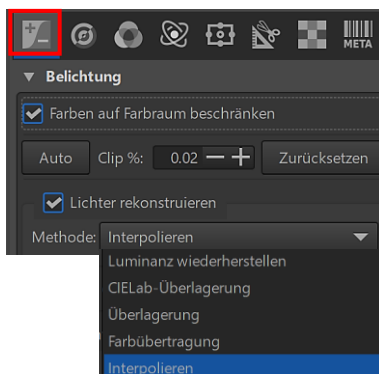 META
Belichtung
Farben auf Farbraum beschränken
Auto Clip %: 0.02 Zurücksetzen
Lichter rekonstruieren
Methode: Interpolieren
Luminanz wiederherstellen
CIELab-Überlagerung
Überlagerung
Farbübertragung
Interpolieren